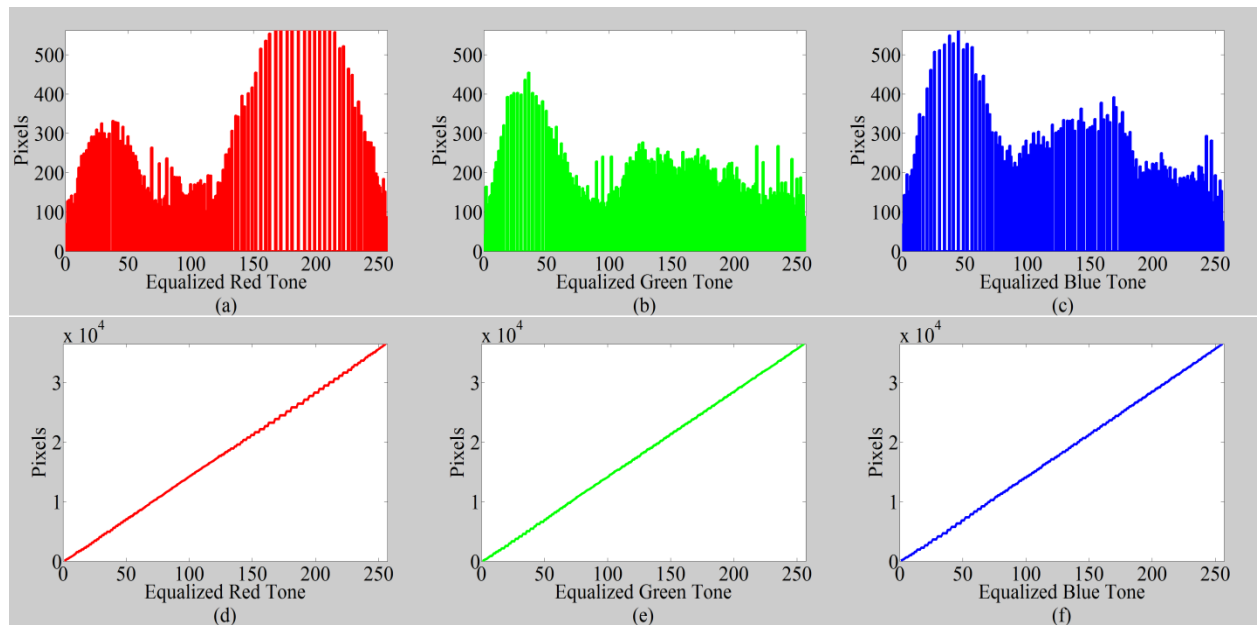 500
400
300
200
100
0
Pixels
0 50 100 150 200 250
Equalized Red Tone
(a)
500
400
300
200
100
0
Pixels
0 50 100 150 200 250
Equalized Green Tone
(b)
500
400
300
200
100
0
Pixels
0 50 100 150 200 250
Equalized Blue Tone
(c)
x 10^4
3
2
1
0
Pixels
0 50 100 150 200 250
Equalized Red Tone
(d)
x 10^4
3
2
1
0
Pixels
0 50 100 150 200 250
Equalized Green Tone
(e)
x 10^4
3
2
1
0
Pixels
0 50 100 150 200 250
Equalized Blue Tone
(f)